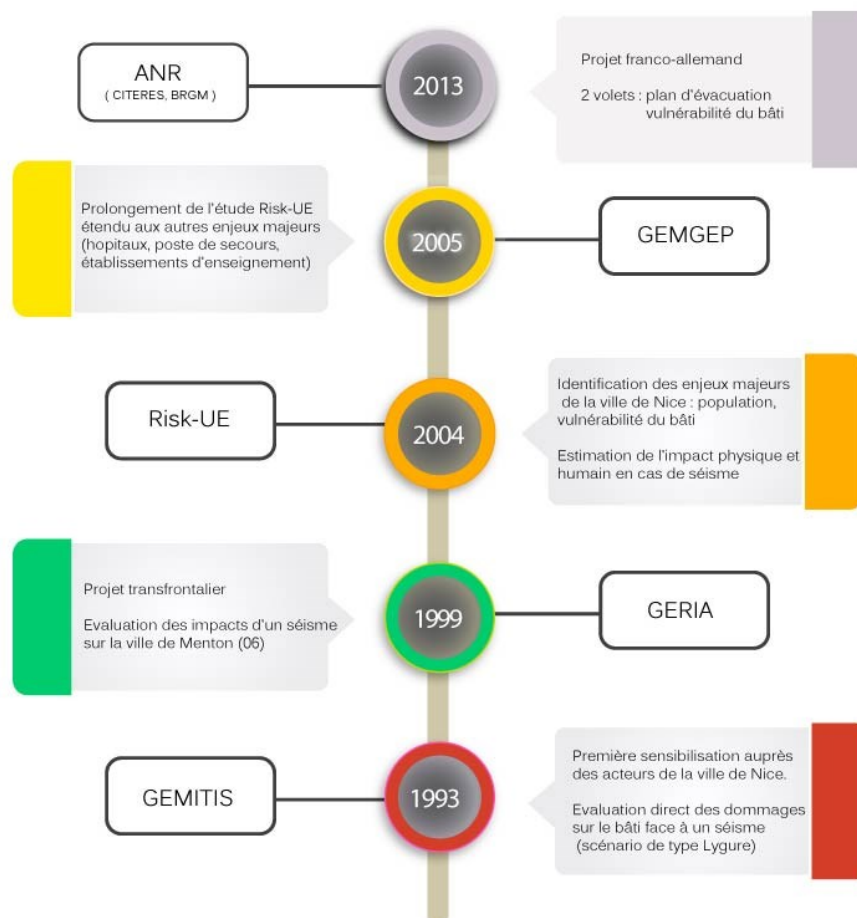 ANR
( CITERES, BRGM )
2013
Projet franco-allemand
2 volets : plan d'évacuation
vulnérabilité du bâti
Prolongement de l'étude Risk-UE
étendu aux autres enjeux majeurs
(hopitaux, poste de secours,
établissements d'enseignement)
2005
GEMGEP
Risk-UE
2004
Identification des enjeux majeurs
de la ville de Nice : population,
vulnérabilité du bâti
Estimation de l'impact physique et
humain en cas de séisme
Projet transfrontalier
Evaluation des impacts d'un séisme
sur la ville de Menton (06)
1999
GERIA
GEMITIS
1993
Première sensibilisation auprès
des acteurs de la ville de Nice.
Evaluation direct des dommages
sur le bâti face à un séisme
(scénario de type Lygure)